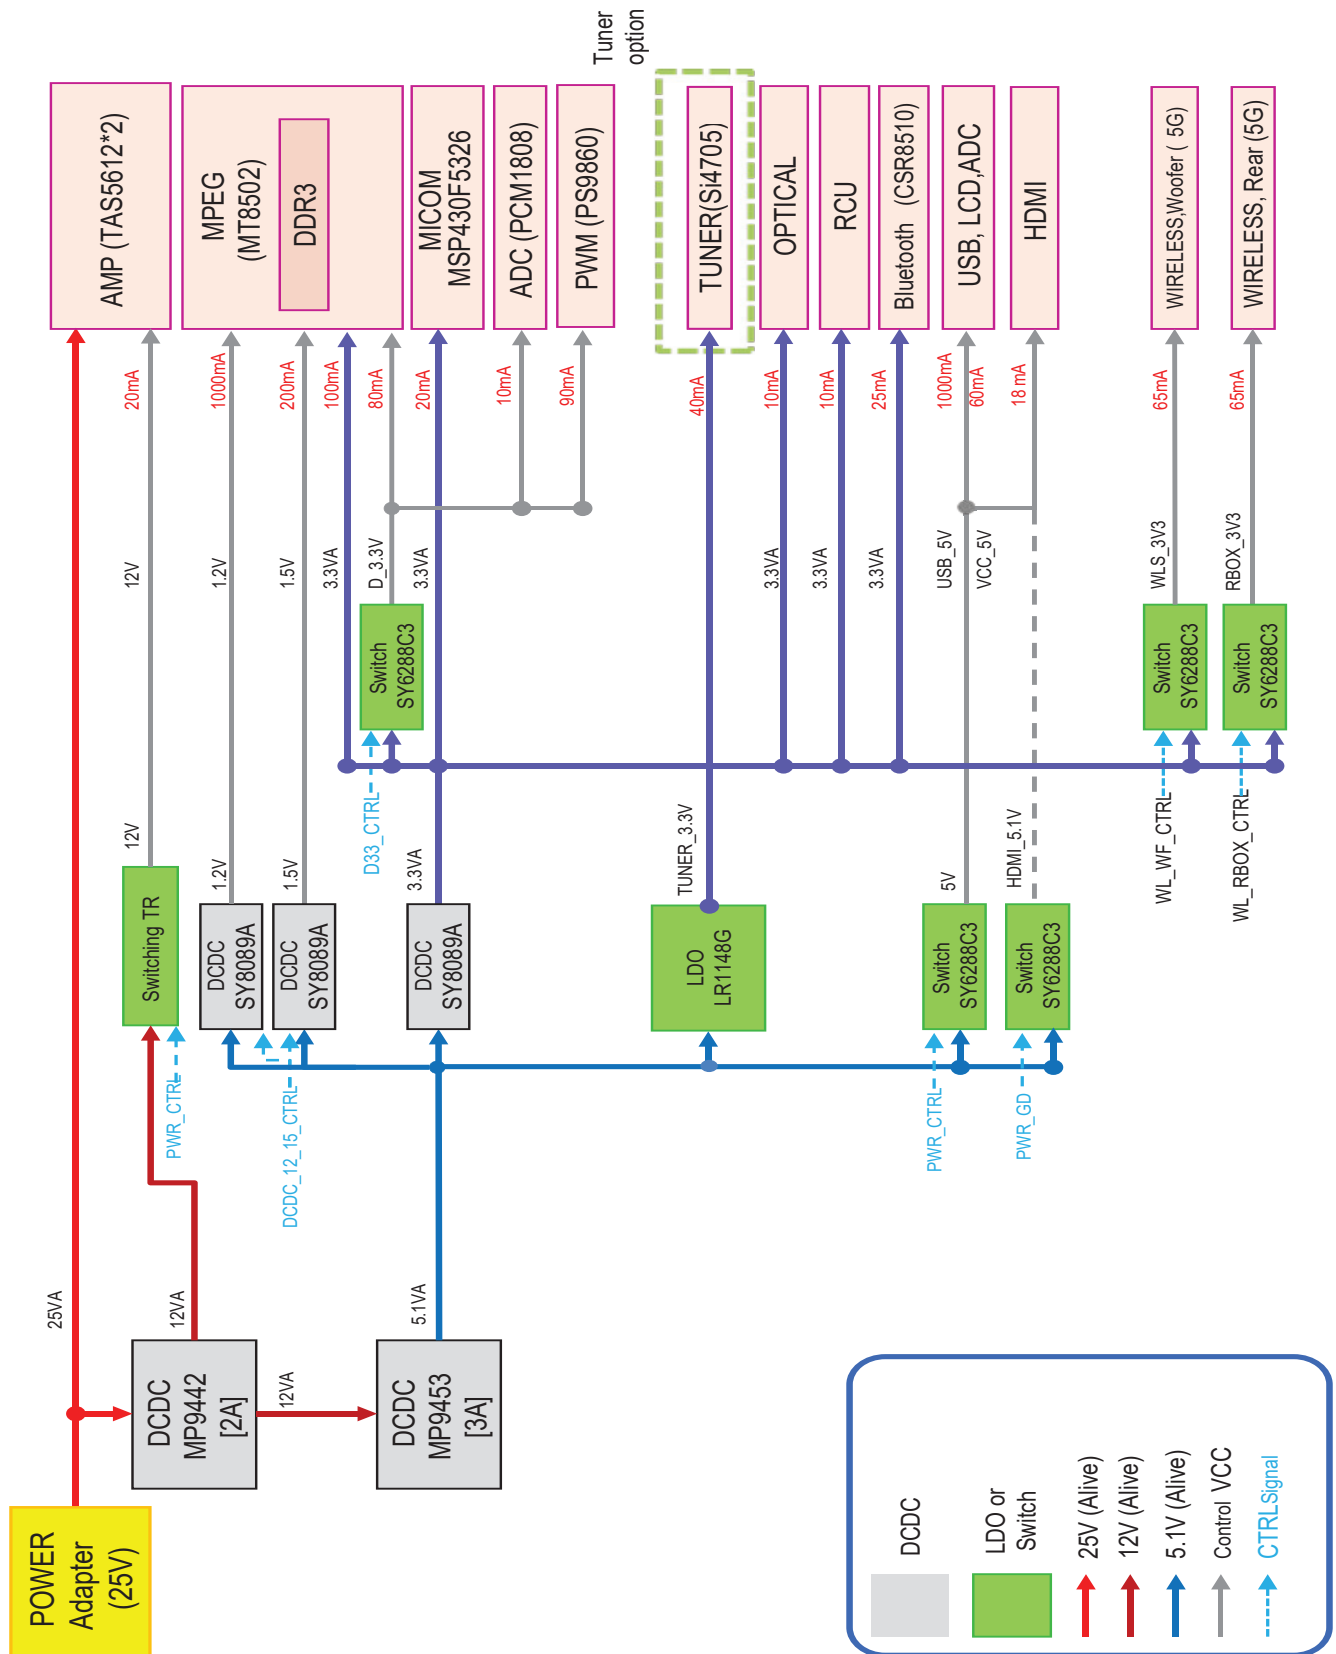 POWER
Adapter
(25V)
25VA
DCDC
MP9442
[2A]
12VA
12VA
DCDC
MP9453
[3A]
5.1VA
PWR_CTRL
Switching TR
12V
12V
20mA
AMP (TAS5612*2)
DCDC
SY8089A
1.2V
1.2V
1000mA
DCDC_12_15_CTRL
DCDC
SY8089A
1.5V
1.5V
200mA
MPEG
(MT8502)
DDR3
3.3VA
100mA
D33_CTRL
Switch
SY6288C3
D_3.3V
80mA
DCDC
SY8089A
3.3VA
3.3VA
20mA
MICOM
MSP430F5326
10mA
ADC (PCM1808)
90mA
PWM (PS9860)
Tuner
option
LDO
LR1148G
TUNER_3.3V
40mA
TUNER(Si4705)
3.3VA
10mA
OPTICAL
3.3VA
10mA
RCU
3.3VA
25mA
Bluetooth (CSR8510)
PWR_CTRL
Switch
SY6288C3
5V
USB_5V
VCC_5V
1000mA
60mA
USB, LCD,ADC
PWR_GD
Switch
SY6288C3
HDMI_5.1V
18 mA
HDMI
WL_WF_CTRL
Switch
SY6288C3
WLS_3V3
65mA
WIRELESS,Woofer ( 5G)
WL_RBOX_CTRL
Switch
SY6288C3
RBOX_3V3
65mA
WIRELESS, Rear (5G)
DCDC
LDO or
Switch
25V (Alive)
12V (Alive)
5.1V (Alive)
Control VCC
CTRLSignal